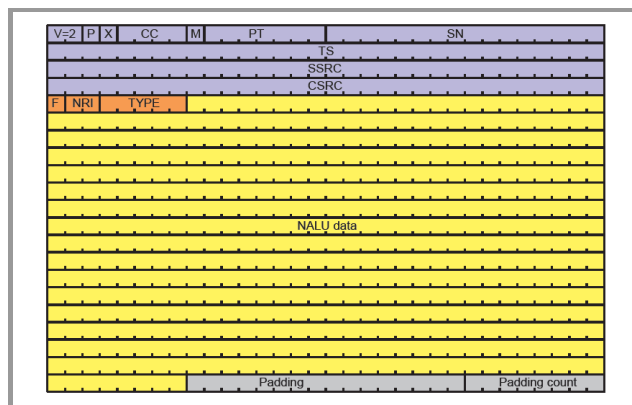 V=2 P X CC M PT SN
TS
SSRC
CSRC
F NRI TYPE
NALU data
Padding Padding count